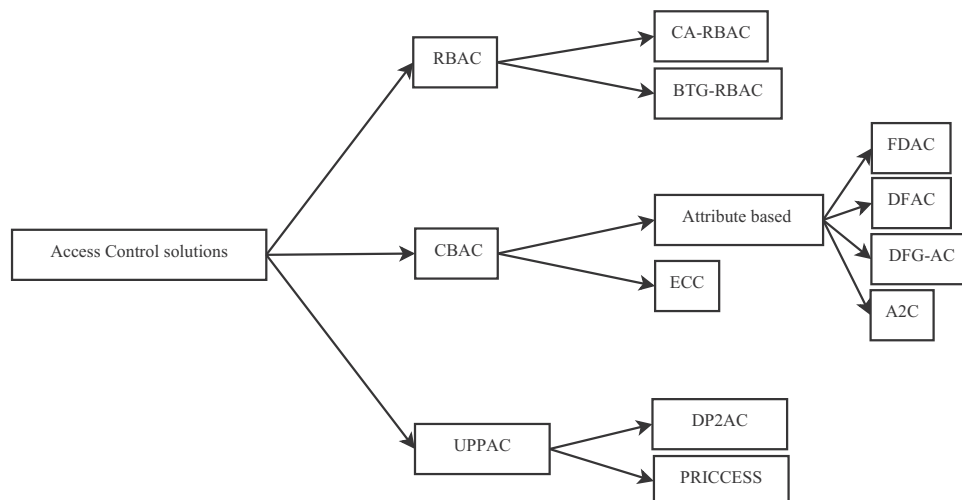 CA-RBAC
RBAC
BTG-RBAC
FDAC
DFAC
Attribute based
Access Control solutions
CBAC
DFG-AC
ECC
A2C
DP2AC
UPPAC
PRICCESS